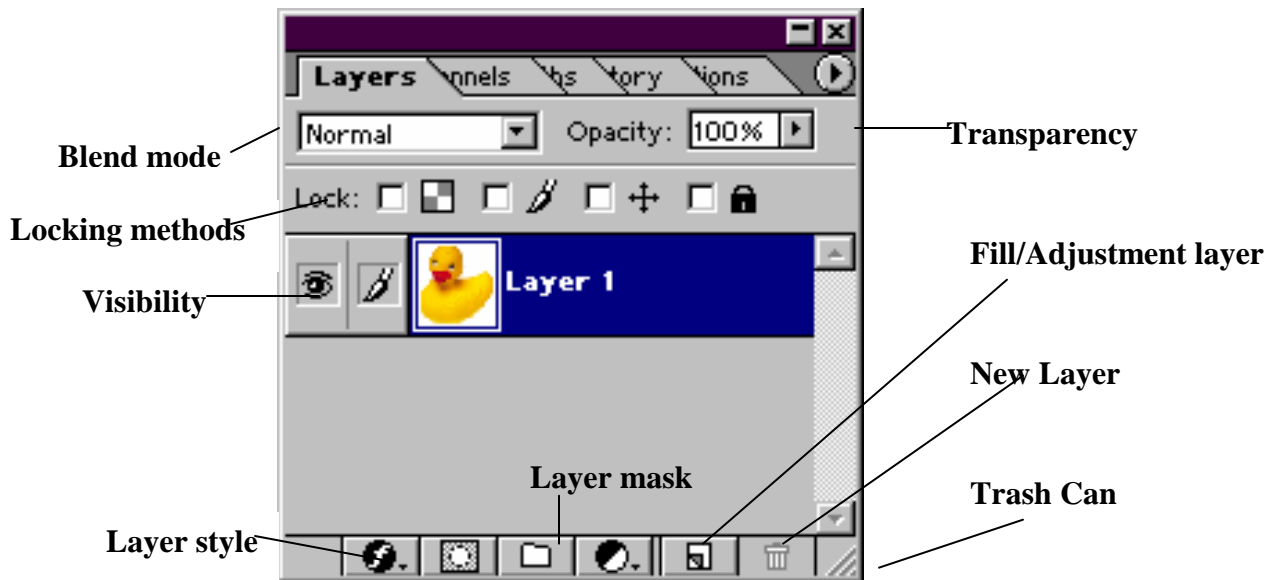 Layers nnels hs tory tions
Normal Opacity: 100% Transparency
Blend mode
Lock:
Locking methods
Fill/Adjustment layer
Layer 1
Visibility
New Layer
Layer mask
Trash Can
Layer style